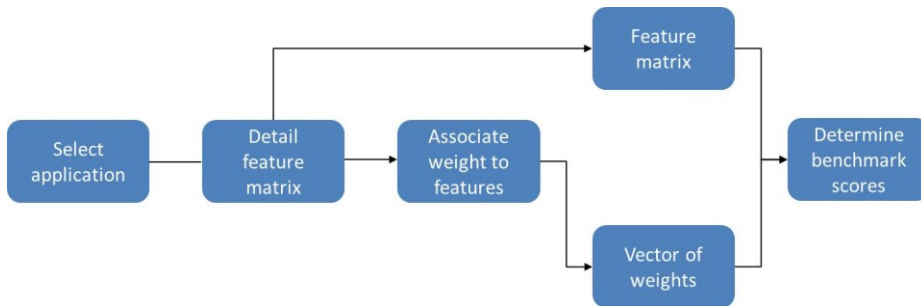 Select
application
Detail
feature
matrix
Associate
weight to
features
Feature
matrix
Vector of
weights
Determine
benchmark
scores